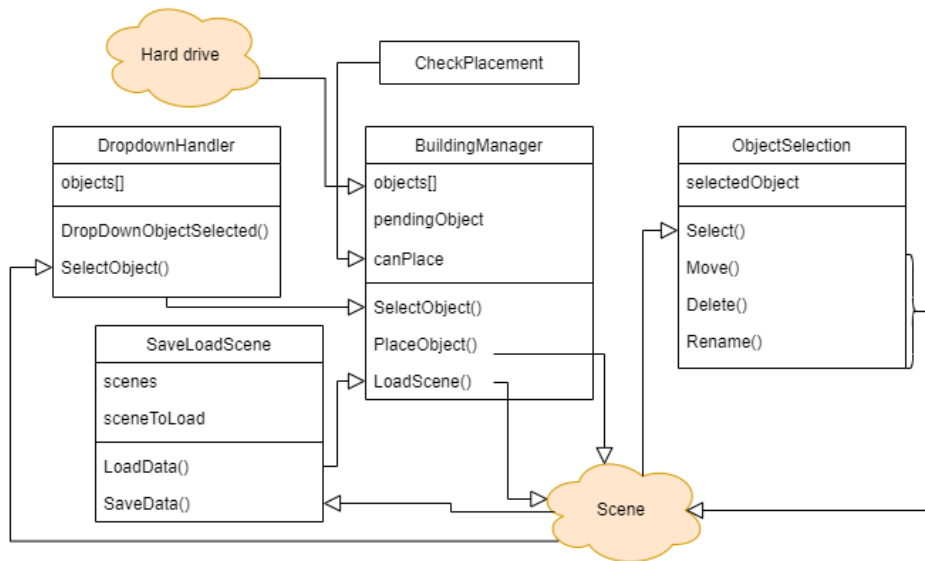 Hard drive
CheckPlacement
DropdownHandler
objects[]
DropDownObjectSelected()
SelectObject()
BuildingManager
objects[]
pendingObject
canPlace
SelectObject()
PlaceObject()
LoadScene()
ObjectSelection
selectedObject
Select()
Move()
Delete()
Rename()
SaveLoadScene
scenes
sceneToLoad
LoadData()
SaveData()
Scene